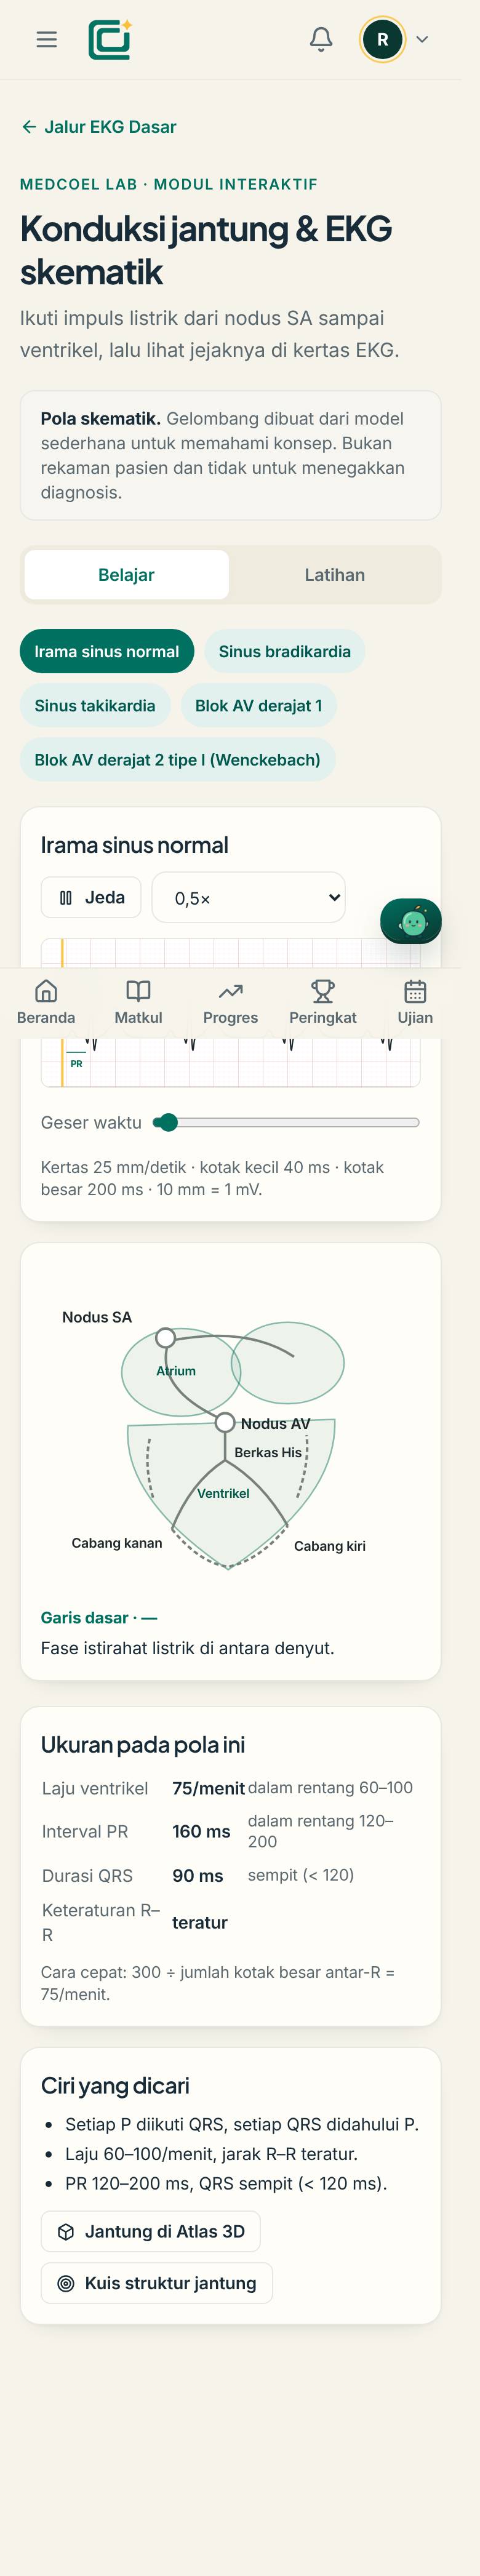 R
Jalur EKG Dasar
MEDCOEL LAB · MODUL INTERAKTIF
Konduksi jantung & EKG
skematik
Ikuti impuls listrik dari nodus SA sampai
ventrikel, lalu lihat jejaknya di kertas EKG.
Pola skematik. Gelombang dibuat dari model
sederhana untuk memahami konsep. Bukan
rekaman pasien dan tidak untuk menegakkan
diagnosis.
Belajar Latihan
Irama sinus normal Sinus bradikardia
Sinus takikardia Blok AV derajat 1
Blok AV derajat 2 tipe I (Wenckebach)
Irama sinus normal
Jeda 0,5×
Beranda Matkul Progres Peringkat Ujian
PR
Geser waktu
Kertas 25 mm/detik · kotak kecil 40 ms · kotak
besar 200 ms · 10 mm = 1 mV.
Nodus SA
Atrium
Nodus AV
Berkas His
Ventrikel
Cabang kanan Cabang kiri
Garis dasar · —
Fase istirahat listrik di antara denyut.
Ukuran pada pola ini
Laju ventrikel 75/menit dalam rentang 60–100
Interval PR 160 ms dalam rentang 120–
200
Durasi QRS 90 ms sempit (< 120)
Keteraturan R–
R teratur
Cara cepat: 300 ÷ jumlah kotak besar antar-R =
75/menit.
Ciri yang dicari
• Setiap P diikuti QRS, setiap QRS didahului P.
• Laju 60–100/menit, jarak R–R teratur.
• PR 120–200 ms, QRS sempit (< 120 ms).
Jantung di Atlas 3D
Kuis struktur jantung